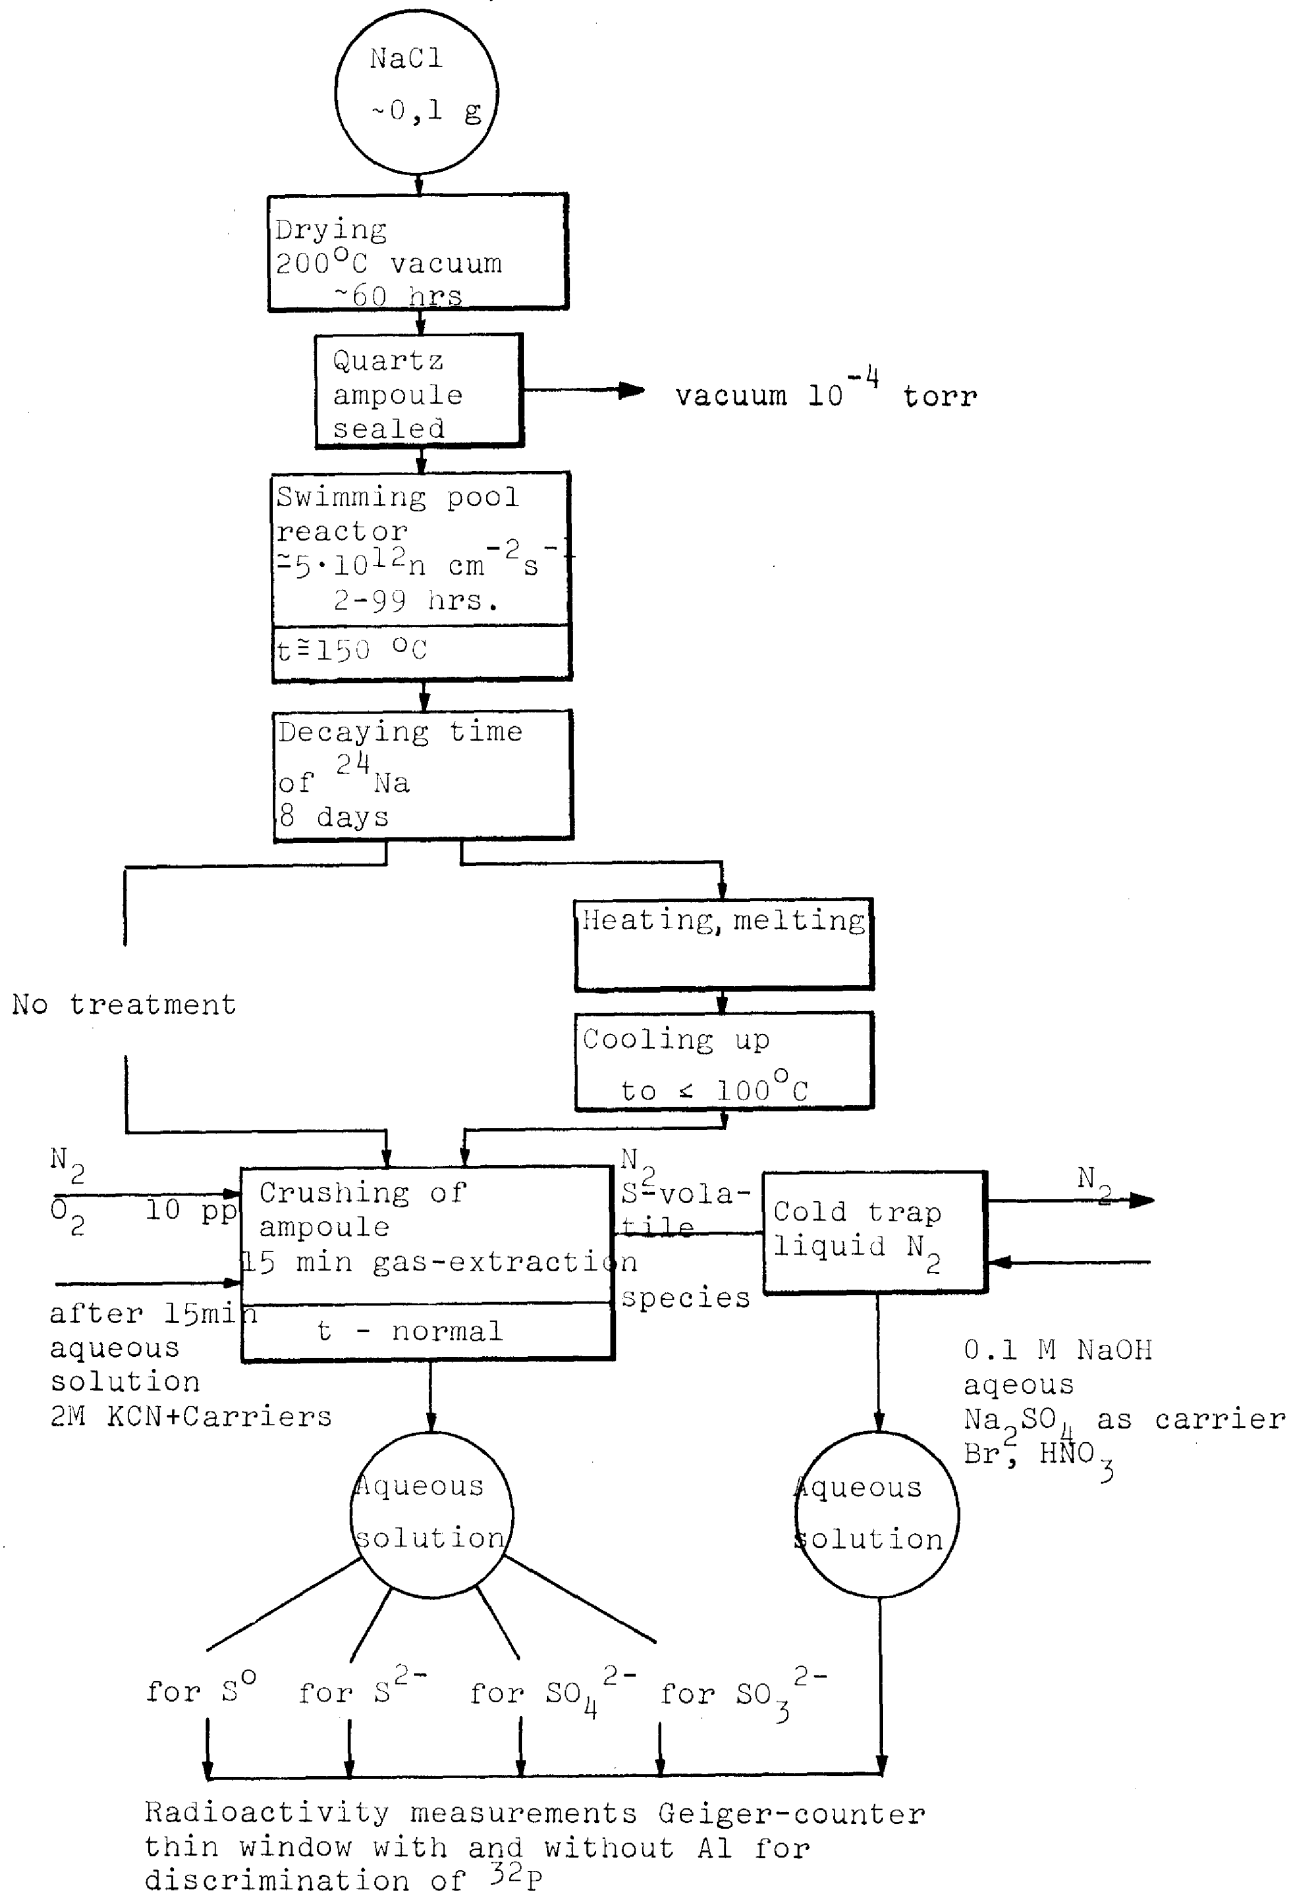 NaCl
~0,1 g
Drying
200°C vacuum
~60 hrs
Quartz
ampoule
sealed
vacuum 10⁻⁴ torr
Swimming pool
reactor
≅5·10¹²n cm⁻²s⁻¹
2-99 hrs.
t≅150 °C
Decaying time
of ²⁴Na
8 days
Heating, melting
No treatment
Cooling up
to ≤ 100°C
N₂
O₂ 10 pp
Crushing of
ampoule
15 min gas-extraction
t - normal
after 15min
aqueous
solution
2M KCN+Carriers
N₂
S-vola-
tile
species
Cold trap
liquid N₂
N₂
0.1 M NaOH
aqeous
Na₂SO₄ as carrier
Br₂, HNO₃
Aqueous
solution
Aqueous
solution
for S⁰ for S²⁻ for SO₄²⁻ for SO₃²⁻
Radioactivity measurements Geiger-counter
thin window with and without Al for
discrimination of ³²P